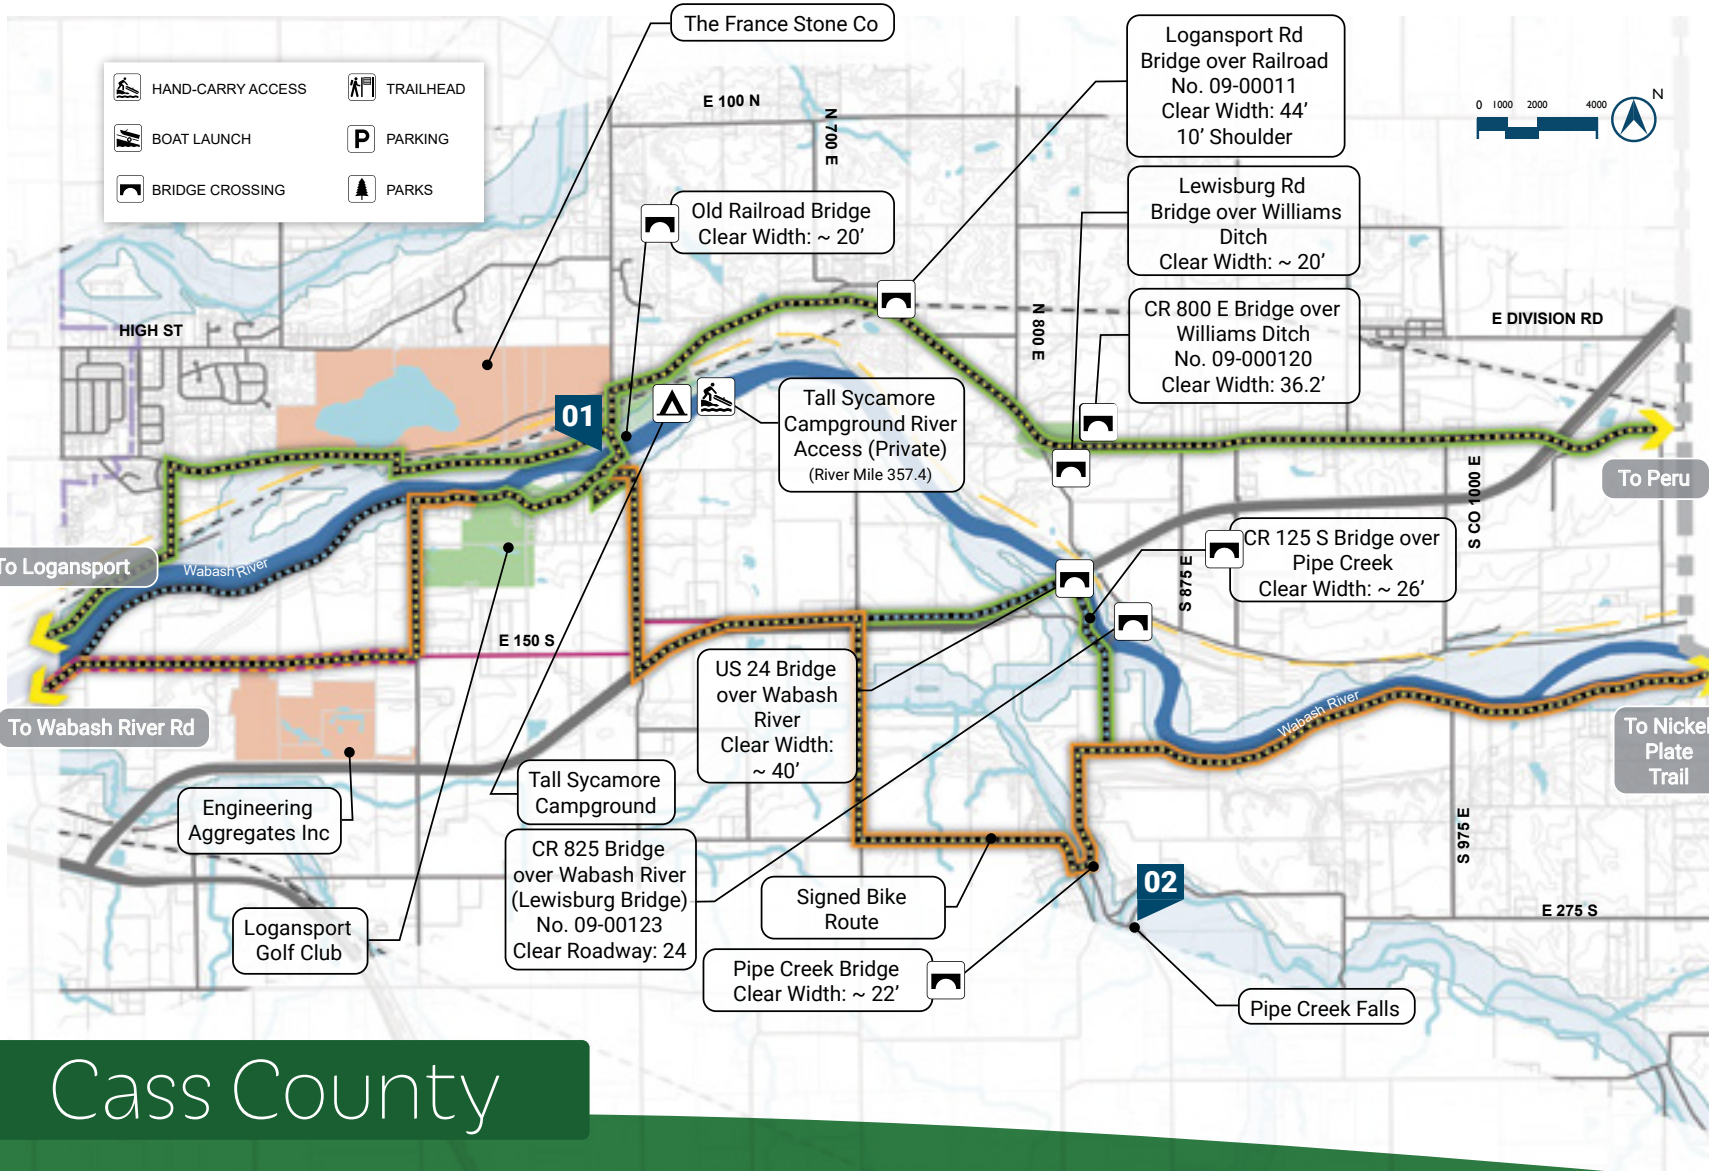 The France Stone Co
HAND-CARRY ACCESS
TRAILHEAD
BOAT LAUNCH
P
PARKING
BRIDGE CROSSING
PARKS
E 100 N
N 700 E
Logansport Rd
Bridge over Railroad
No. 09-00011
Clear Width: 44’
10’ Shoulder
0 1000 2000 4000
N
Old Railroad Bridge
Clear Width: ~ 20’
Lewisburg Rd
Bridge over Williams
Ditch
Clear Width: ~ 20’
CR 800 E Bridge over
Williams Ditch
No. 09-000120
Clear Width: 36.2’
N 800 E
E DIVISION RD
HIGH ST
01
Tall Sycamore
Campground River
Access (Private)
(River Mile 357.4)
To Peru
S CO 1000 E
CR 125 S Bridge over
Pipe Creek
Clear Width: ~ 26’
S 875 E
To Logansport
Wabash River
E 150 S
US 24 Bridge
over Wabash
River
Clear Width:
~ 40’
Wabash River
To Wabash River Rd
To Nickel
Plate
Trail
Tall Sycamore
Campground
Engineering
Aggregates Inc
CR 825 Bridge
over Wabash River
(Lewisburg Bridge)
No. 09-00123
Clear Roadway: 24
S 975 E
02
Signed Bike
Route
E 275 S
Logansport
Golf Club
Pipe Creek Bridge
Clear Width: ~ 22’
Pipe Creek Falls
Cass County